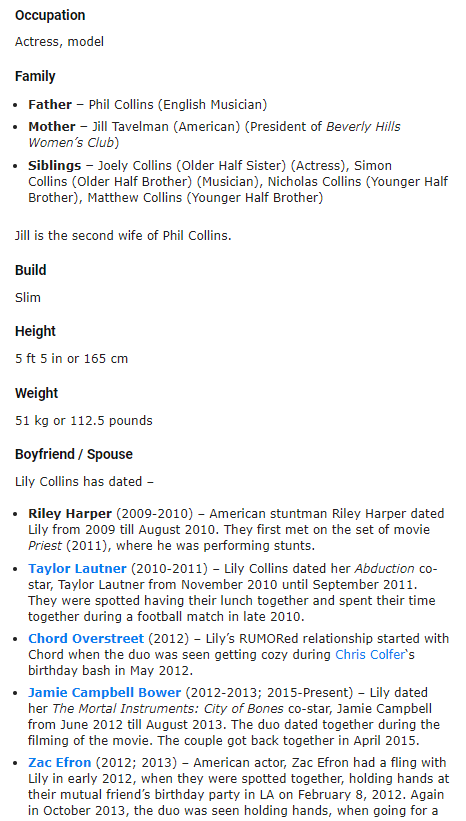 Occupation
Actress, model
Family
• Father – Phil Collins (English Musician)
• Mother – Jill Tavelman (American) (President of Beverly Hills
Women’s Club)
• Siblings – Joely Collins (Older Half Sister) (Actress), Simon
Collins (Older Half Brother) (Musician), Nicholas Collins (Younger Half
Brother), Matthew Collins (Younger Half Brother)
Jill is the second wife of Phil Collins.
Build
Slim
Height
5 ft 5 in or 165 cm
Weight
51 kg or 112.5 pounds
Boyfriend / Spouse
Lily Collins has dated –
• Riley Harper (2009-2010) – American stuntman Riley Harper dated
Lily from 2009 till August 2010. They first met on the set of movie
Priest (2011), where he was performing stunts.
• Taylor Lautner (2010-2011) – Lily Collins dated her Abduction co-
star, Taylor Lautner from November 2010 until September 2011.
They were spotted having their lunch together and spent their time
together during a football match in late 2010.
• Chord Overstreet (2012) – Lily’s RUMORed relationship started with
Chord when the duo was seen getting cozy during Chris Colfer‘s
birthday bash in May 2012.
• Jamie Campbell Bower (2012-2013; 2015-Present) – Lily dated
her The Mortal Instruments: City of Bones co-star, Jamie Campbell
from June 2012 till August 2013. The duo dated together during the
filming of the movie. The couple got back together in April 2015.
• Zac Efron (2012; 2013) – American actor, Zac Efron had a fling with
Lily in early 2012, when they were spotted together, holding hands at
their mutual friend’s birthday party in LA on February 8, 2012. Again
in October 2013, the duo was seen holding hands, when going for a